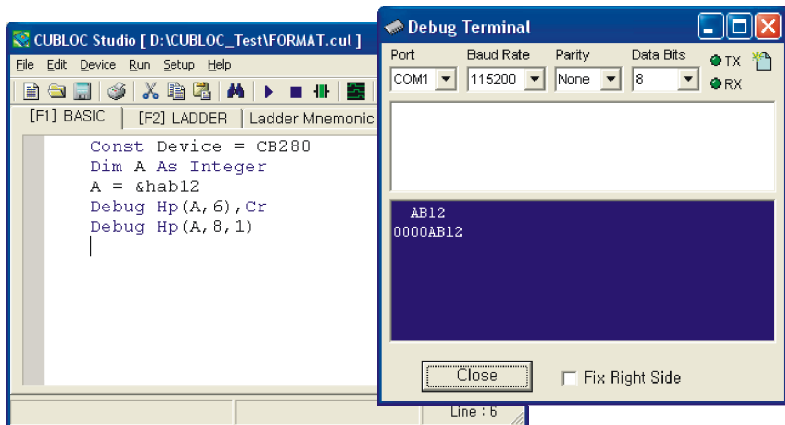 CUBLOC Studio [ D:\CUBLOC_Test\FORMAT.cul ]
File Edit Device Run Setup Help
[F1] BASIC [F2] LADDER Ladder Mnemonic
Const Device = CB280
Dim A As Integer
A = &hab12
Debug Hp(A,6),Cr
Debug Hp(A,8,1)
Line : 6
Debug Terminal
Port Baud Rate Parity Data Bits TX
COM1 115200 None 8 RX
  AB12
0000AB12
Close Fix Right Side